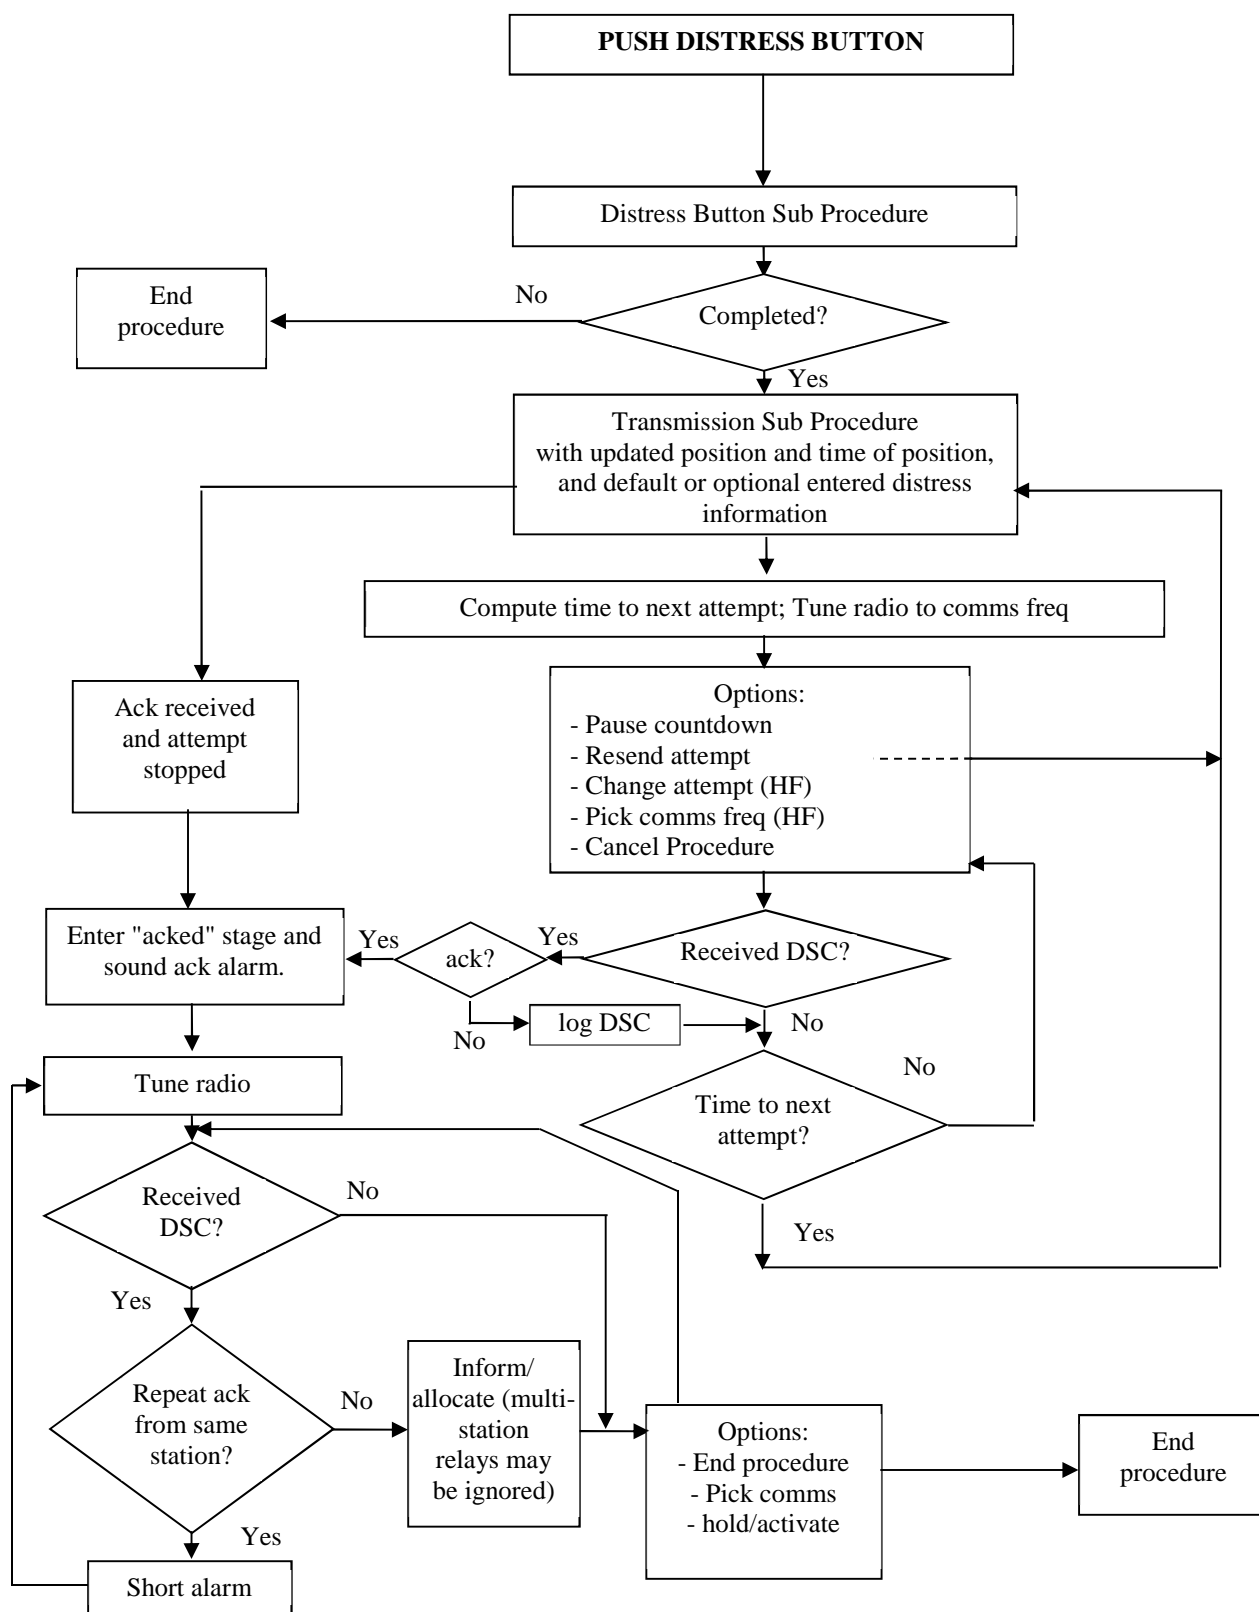 PUSH DISTRESS BUTTON
Distress Button Sub Procedure
End
procedure
No
Completed?
Yes
Transmission Sub Procedure
with updated position and time of position,
and default or optional entered distress
information
Compute time to next attempt; Tune radio to comms freq
Ack received
and attempt
stopped
Options:
- Pause countdown
- Resend attempt
- Change attempt (HF)
- Pick comms freq (HF)
- Cancel Procedure
Enter "acked" stage and
sound ack alarm.
Yes
ack?
Yes
Received DSC?
No
log DSC
No
Tune radio
Time to next
attempt?
No
Yes
Received
DSC?
No
Yes
Repeat ack
from same
station?
No
Inform/
allocate (multi-
station
relays may
be ignored)
Options:
- End procedure
- Pick comms
- hold/activate
End
procedure
Yes
Short alarm